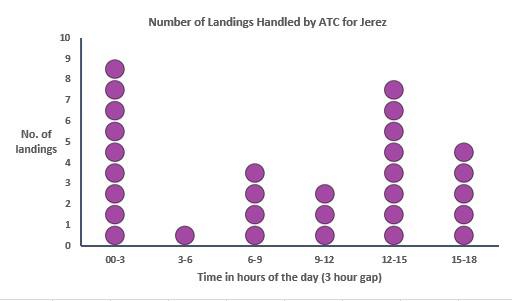 Number of Landings Handled by ATC for Jerez
10
9
8
7
6
5
4
3
2
1
0
No. of
landings
00-3 3-6 6-9 9-12 12-15 15-18
Time in hours of the day (3 hour gap)